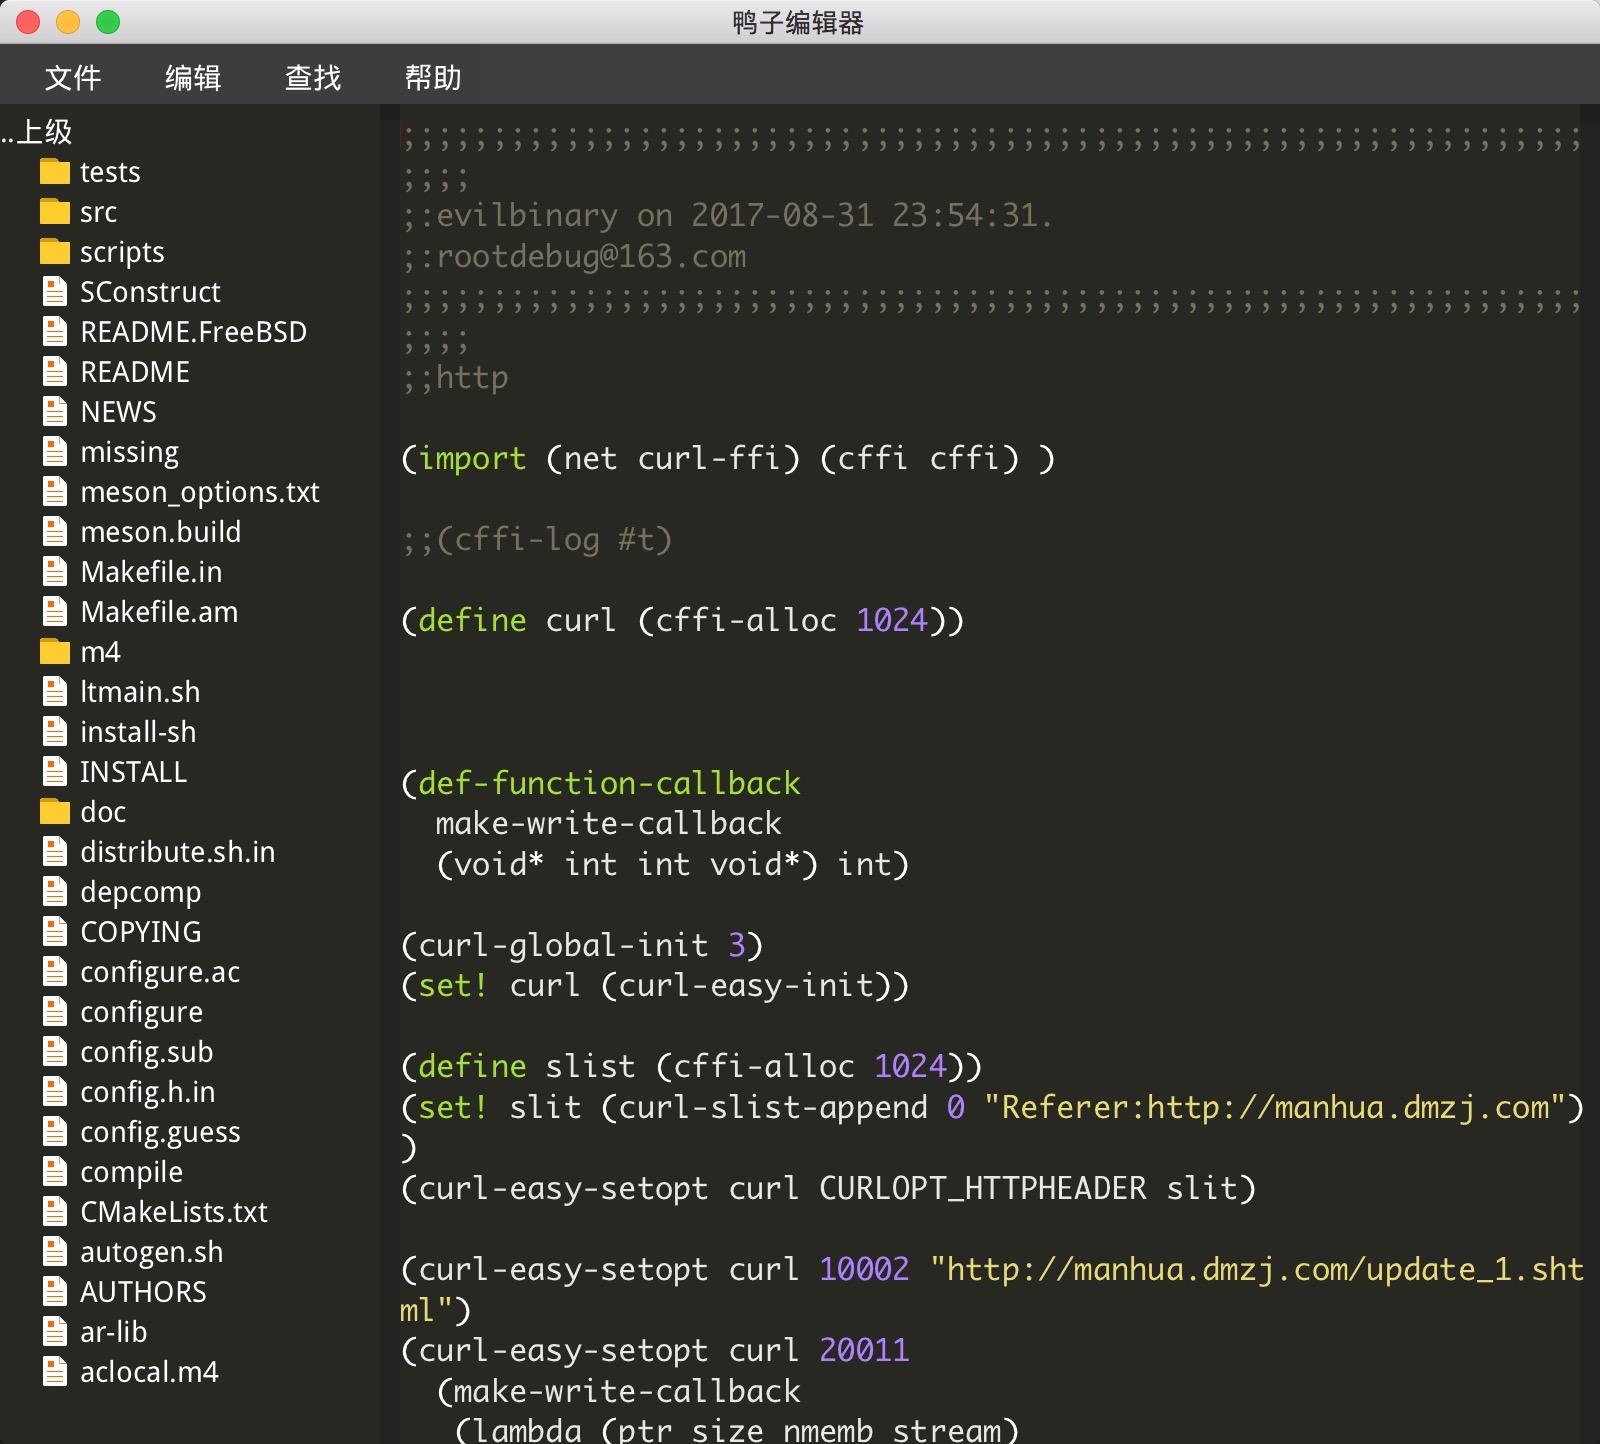 鸭子编辑器
文件 编辑 查找 帮助
..上级
tests
src
scripts
SConstruct
README.FreeBSD
README
NEWS
missing
meson_options.txt
meson.build
Makefile.in
Makefile.am
m4
ltmain.sh
install-sh
INSTALL
doc
distribute.sh.in
depcomp
COPYING
configure.ac
configure
config.sub
config.h.in
config.guess
compile
CMakeLists.txt
autogen.sh
AUTHORS
ar-lib
aclocal.m4
;;;;;;;;;;;;;;;;;;;;;;;;;;;;;;;;;;;;;;;;;;;;;;;;;;;;;;;;;;;;;;;;;
;;;;
;:evilbinary on 2017-08-31 23:54:31.
;:rootdebug@163.com
;;;;;;;;;;;;;;;;;;;;;;;;;;;;;;;;;;;;;;;;;;;;;;;;;;;;;;;;;;;;;;;;;
;;;;
;;http
(import (net curl-ffi) (cffi cffi) )
;;(cffi-log #t)
(define curl (cffi-alloc 1024))
(def-function-callback
  make-write-callback
  (void* int int void*) int)
(curl-global-init 3)
(set! curl (curl-easy-init))
(define slist (cffi-alloc 1024))
(set! slit (curl-slist-append 0 "Referer:http://manhua.dmzj.com")
)
(curl-easy-setopt curl CURLOPT_HTTPHEADER slit)
(curl-easy-setopt curl 10002 "http://manhua.dmzj.com/update_1.sht
ml")
(curl-easy-setopt curl 20011
  (make-write-callback
   (lambda (ptr size nmemb stream)